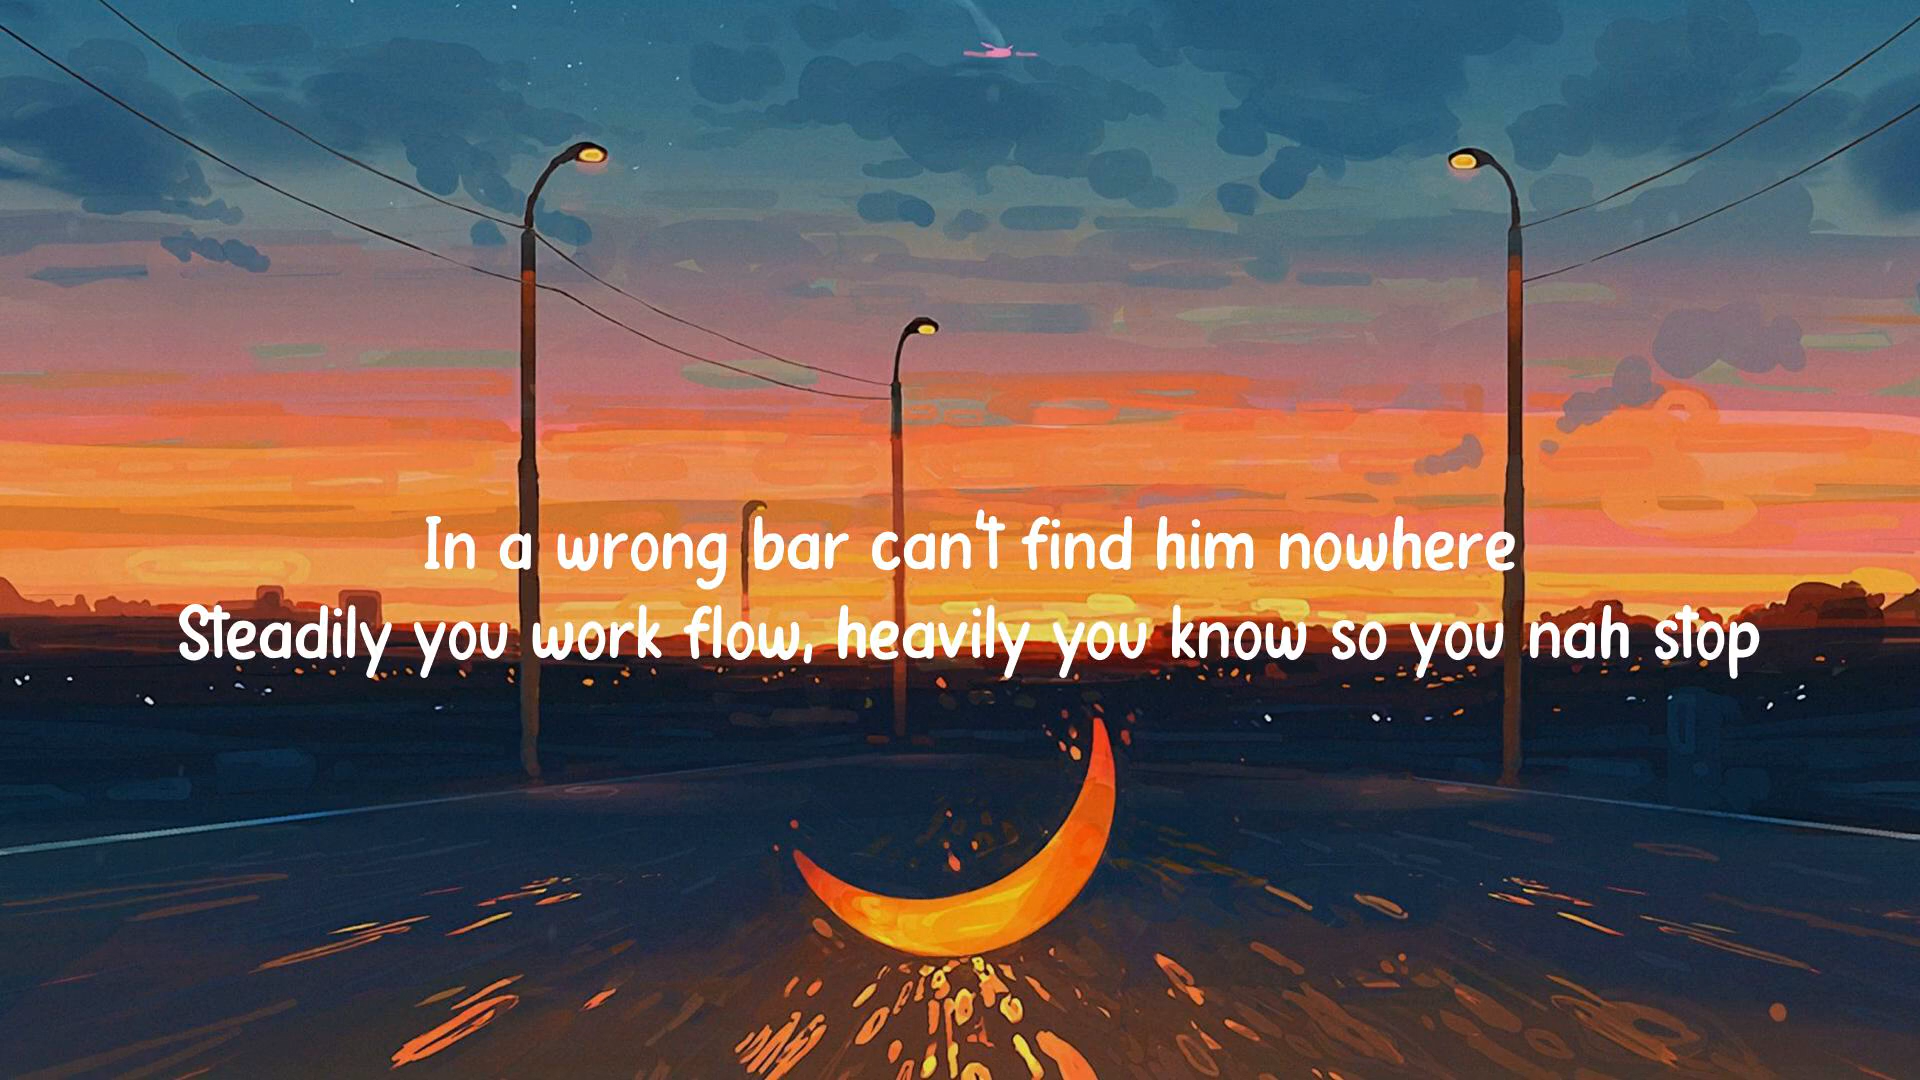 In a wrong bar can't find him nowhere
Steadily you work flow, heavily you know so you nah stop